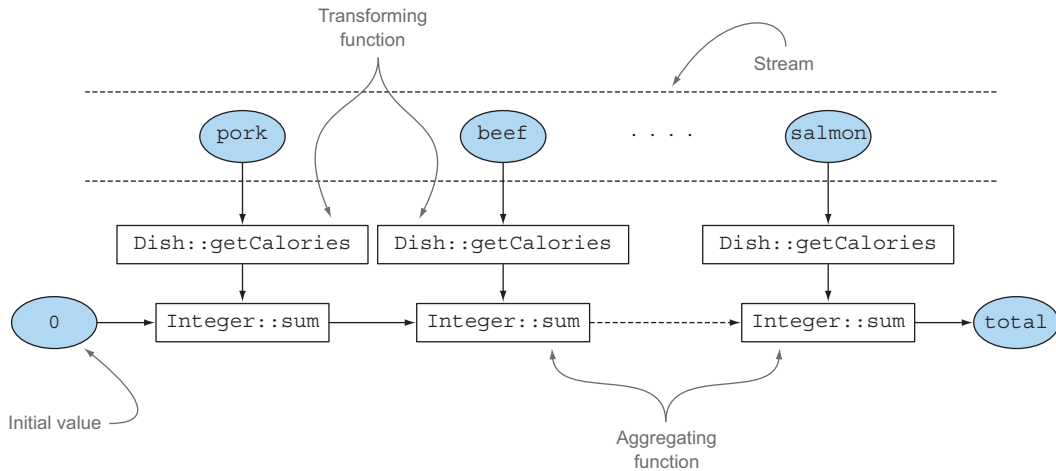 Transforming
function
Stream
pork
beef
. . . .
salmon
Dish::getCalories
Dish::getCalories
Dish::getCalories
0
Integer::sum
Integer::sum
Integer::sum
total
Initial value
Aggregating
function